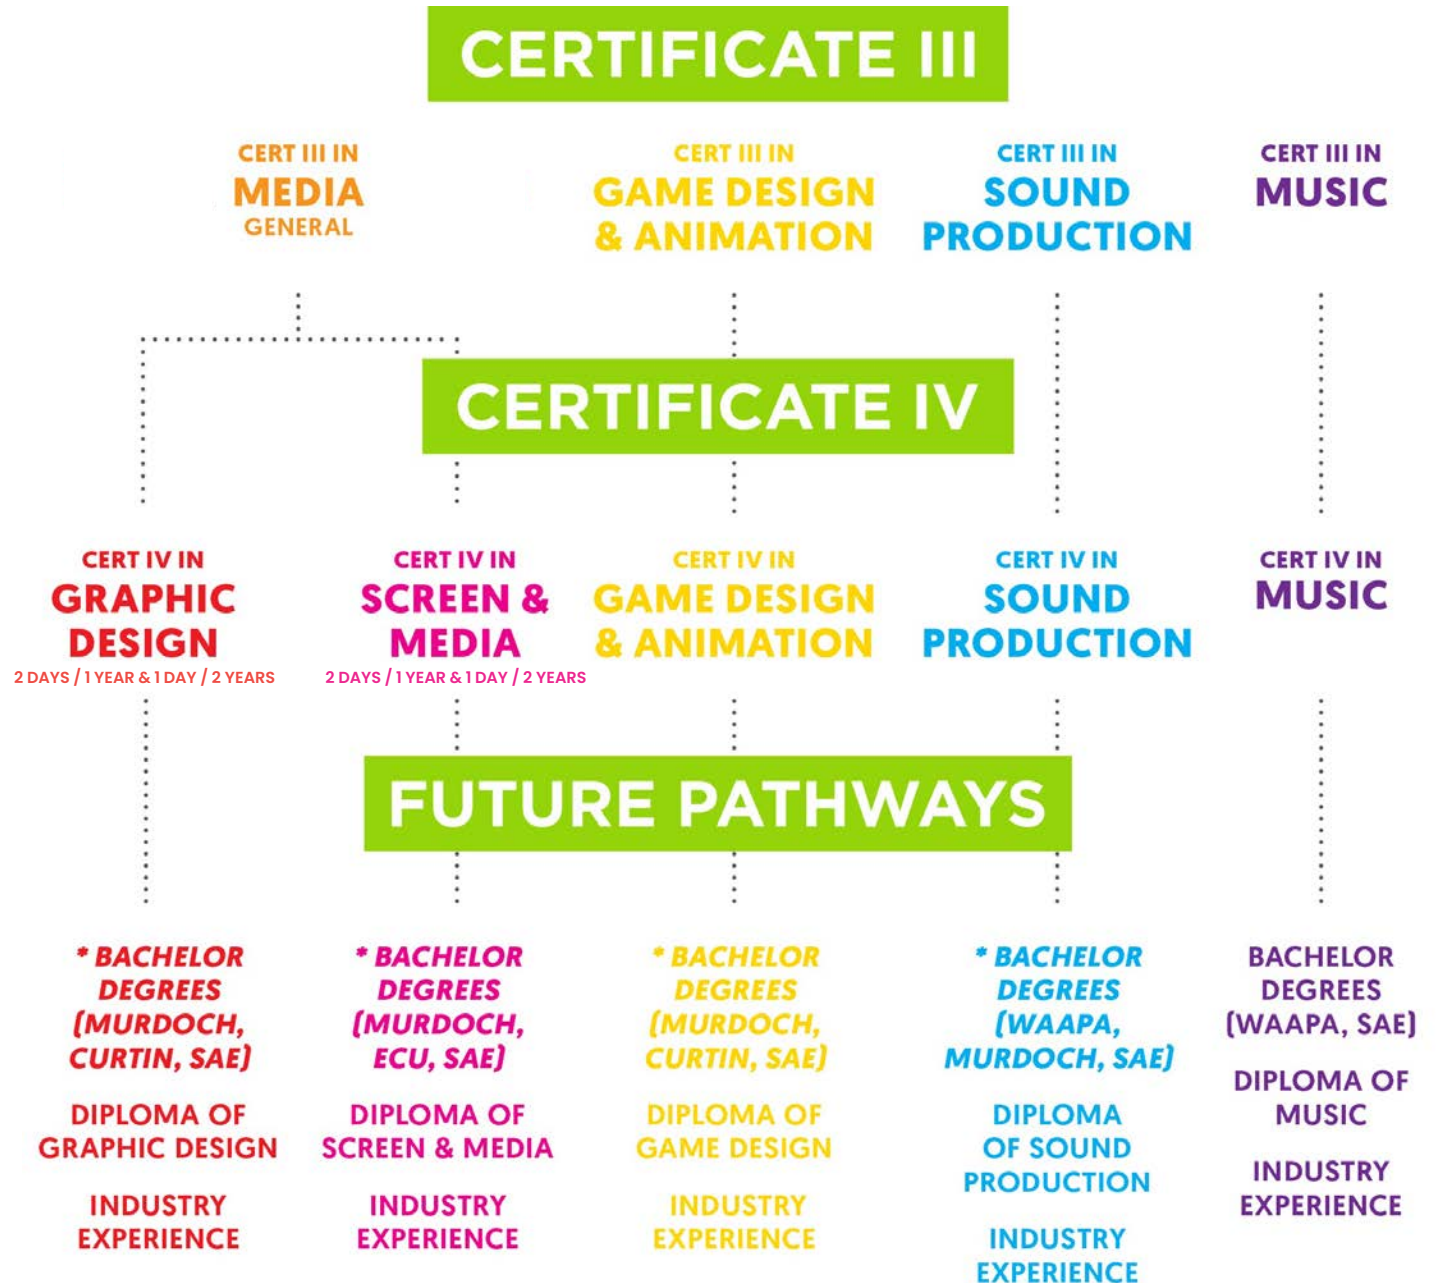 CERTIFICATE III
CERT III IN
MEDIA
GENERAL
CERT III IN
GAME DESIGN
& ANIMATION
CERT III IN
SOUND
PRODUCTION
CERT III IN
MUSIC
CERTIFICATE IV
CERT IV IN
GRAPHIC
DESIGN
2 DAYS / 1 YEAR & 1 DAY / 2 YEARS
CERT IV IN
SCREEN &
MEDIA
2 DAYS / 1 YEAR & 1 DAY / 2 YEARS
CERT IV IN
GAME DESIGN
& ANIMATION
CERT IV IN
SOUND
PRODUCTION
CERT IV IN
MUSIC
FUTURE PATHWAYS
* BACHELOR
DEGREES
(MURDOCH,
CURTIN, SAE)
DIPLOMA OF
GRAPHIC DESIGN
INDUSTRY
EXPERIENCE
* BACHELOR
DEGREES
(MURDOCH,
ECU, SAE)
DIPLOMA OF
SCREEN & MEDIA
INDUSTRY
EXPERIENCE
* BACHELOR
DEGREES
(MURDOCH,
CURTIN, SAE)
DIPLOMA OF
GAME DESIGN
INDUSTRY
EXPERIENCE
* BACHELOR
DEGREES
(WAAPA,
MURDOCH, SAE)
DIPLOMA
OF SOUND
PRODUCTION
INDUSTRY
EXPERIENCE
BACHELOR
DEGREES
(WAAPA, SAE)
DIPLOMA OF
MUSIC
INDUSTRY
EXPERIENCE